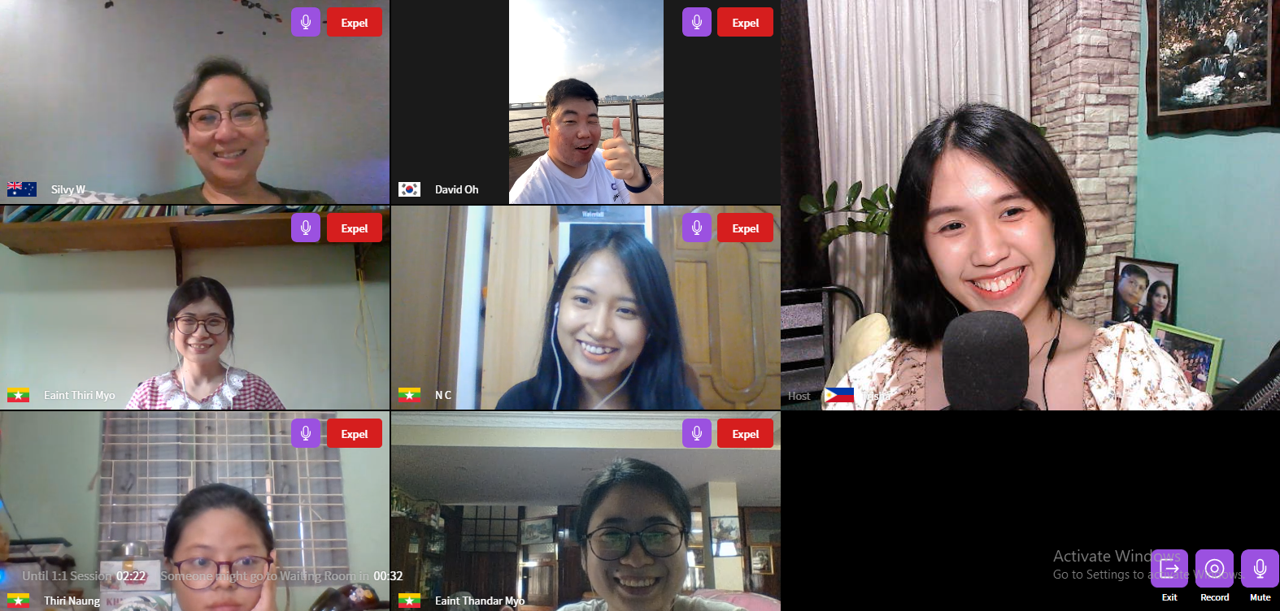 Expel
Silvy W
Expel
David Oh
Expel
Eaint Thiri Myo
Expel
N C
Host
Expel
Until 1:1 Session 02:22
Someone might go to Waiting Room in 00:32
Thiri Naung
Expel
Eaint Thandar Myo
Activate Windows
Go to Settings to activate Windows.
Exit
Record
Mute